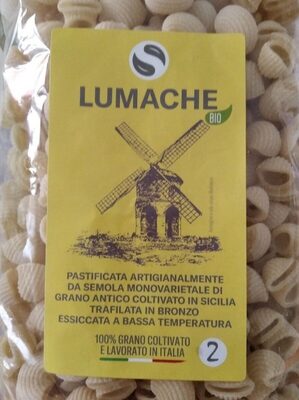 LUMACHE
BIO
PASTIFICATA ARTIGIANALMENTE
DA SEMOLA MONOVARIETALE DI
GRANO ANTICO COLTIVATO IN SICILIA
TRAFILATA IN BRONZO
ESSICCATA A BASSA TEMPERATURA
100% GRANO COLTIVATO
E LAVORATO IN ITALIA
2